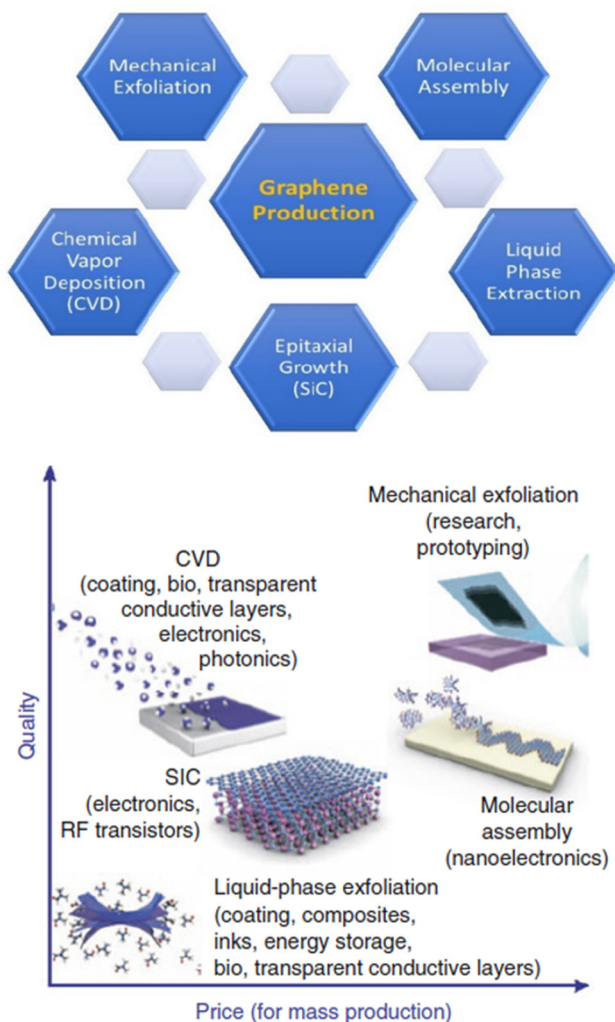 Mechanical
Exfoliation
Molecular
Assembly
Graphene
Production
Chemical
Vapor
Deposition
(CVD)
Liquid
Phase
Extraction
Epitaxial
Growth
(SiC)
Mechanical exfoliation
(research,
prototyping)
CVD
(coating, bio, transparent
conductive layers,
electronics,
photonics)
Quality
SIC
(electronics,
RF transistors)
Molecular
assembly
(nanoelectronics)
Liquid-phase exfoliation
(coating, composites,
inks, energy storage,
bio, transparent conductive layers)
Price (for mass production)